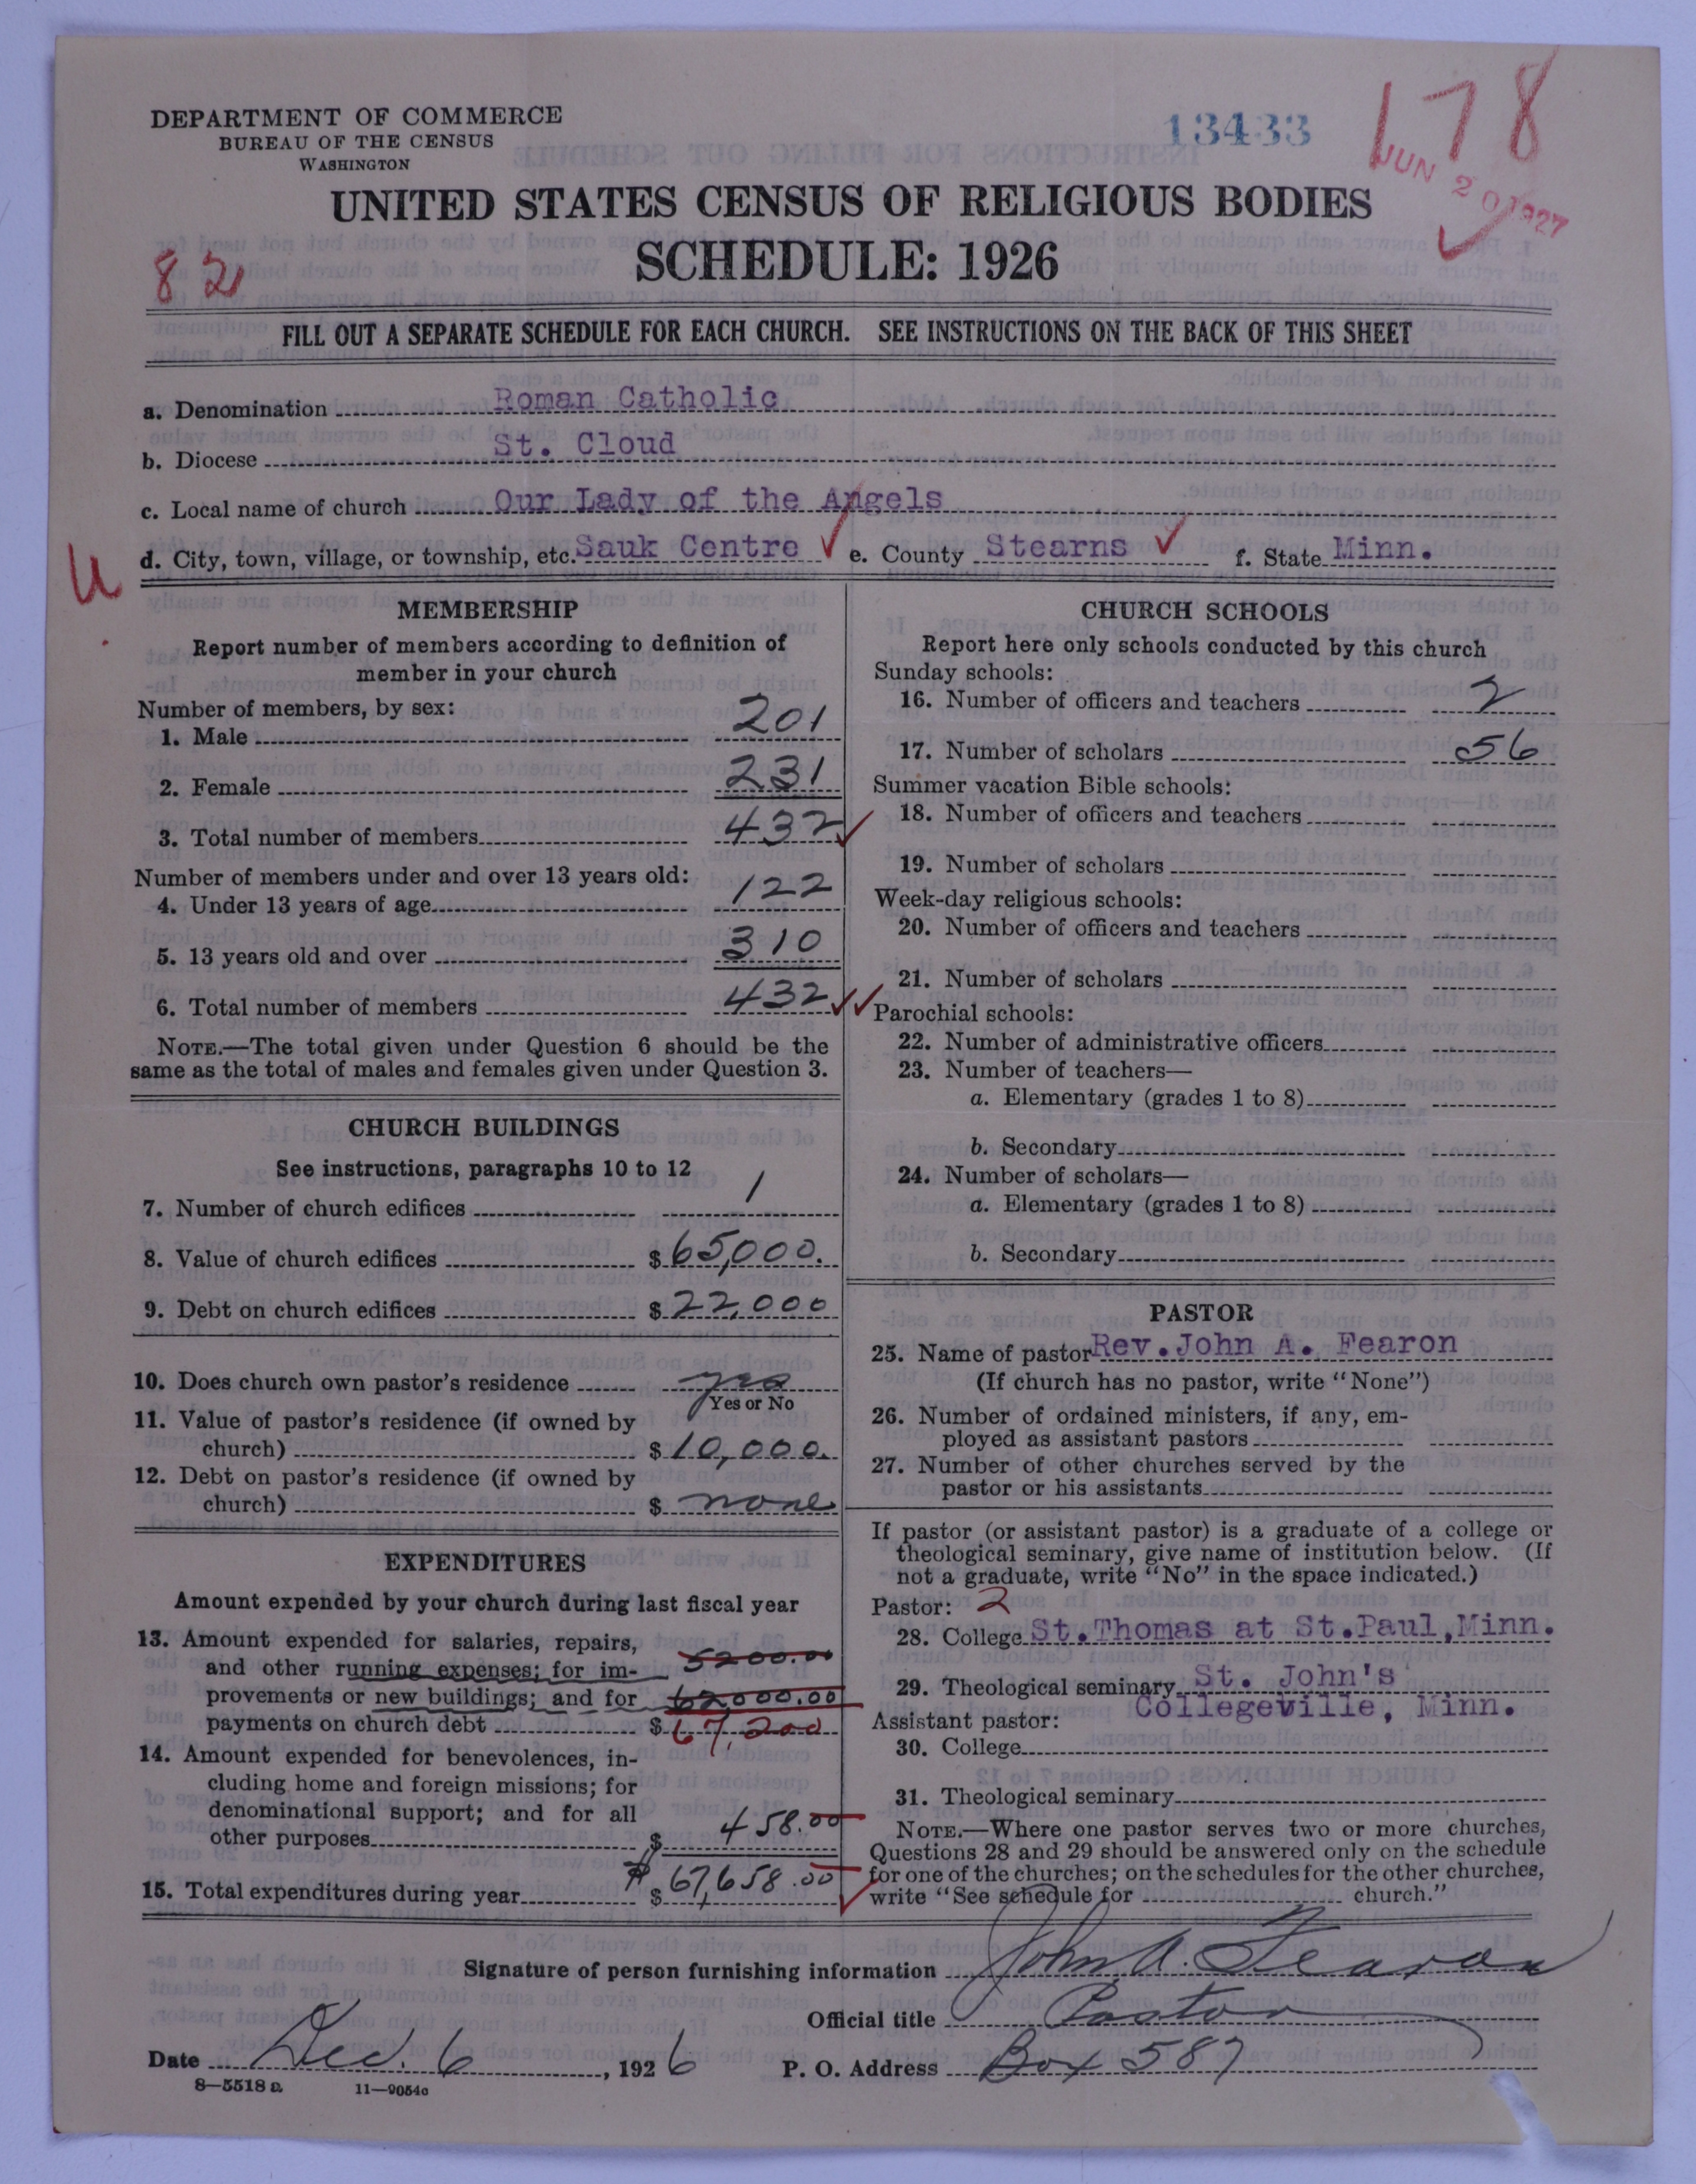 DEPARTMENT OF COMMERCE
BUREAU OF THE CENSUS
WASHINGTON
13433
178
JUN 20 1927
UNITED STATES CENSUS OF RELIGIOUS BODIES
SCHEDULE: 1926
82
FILL OUT A SEPARATE SCHEDULE FOR EACH CHURCH. SEE INSTRUCTIONS ON THE BACK OF THIS SHEET
a. Denomination Roman Catholic
b. Diocese St. Cloud
c. Local name of church Our Lady of the Angels
U
d. City, town, village, or township, etc. Sauk Centre e. County Stearns f. State Minn.
MEMBERSHIP
Report number of members according to definition of
member in your church
Number of members, by sex:
1. Male 201
2. Female 231
3. Total number of members 432
Number of members under and over 13 years old:
4. Under 13 years of age 122
5. 13 years old and over 310
6. Total number of members 432
NOTE.—The total given under Question 6 should be the
same as the total of males and females given under Question 3.
CHURCH BUILDINGS
See instructions, paragraphs 10 to 12
7. Number of church edifices 1
8. Value of church edifices $ 65,000.
9. Debt on church edifices $ 22,000
10. Does church own pastor's residence yes
Yes or No
11. Value of pastor's residence (if owned by
church) $ 10,000.
12. Debt on pastor's residence (if owned by
church) $ none
EXPENDITURES
Amount expended by your church during last fiscal year
13. Amount expended for salaries, repairs,
and other running expenses; for im- 5200.00
provements or new buildings; and for 62000.00
payments on church debt $ 67,200
14. Amount expended for benevolences, in-
cluding home and foreign missions; for
denominational support; and for all
other purposes $ 458.00
15. Total expenditures during year $ 67,658.00
CHURCH SCHOOLS
Report here only schools conducted by this church
Sunday schools:
16. Number of officers and teachers 2
17. Number of scholars 56
Summer vacation Bible schools:
18. Number of officers and teachers
19. Number of scholars
Week-day religious schools:
20. Number of officers and teachers
21. Number of scholars
Parochial schools:
22. Number of administrative officers
23. Number of teachers—
a. Elementary (grades 1 to 8)
b. Secondary
24. Number of scholars—
a. Elementary (grades 1 to 8)
b. Secondary
PASTOR
25. Name of pastor Rev. John A. Fearon
(If church has no pastor, write "None")
26. Number of ordained ministers, if any, em-
ployed as assistant pastors
27. Number of other churches served by the
pastor or his assistants
If pastor (or assistant pastor) is a graduate of a college or
theological seminary, give name of institution below. (If
not a graduate, write "No" in the space indicated.)
Pastor: 2
28. College St.Thomas at St.Paul,Minn.
29. Theological seminary St. John's
Collegeville, Minn.
Assistant pastor:
30. College
31. Theological seminary
NOTE.—Where one pastor serves two or more churches,
Questions 28 and 29 should be answered only on the schedule
for one of the churches; on the schedules for the other churches,
write "See schedule for church."
Signature of person furnishing information John A. Fearon
Official title Pastor
Date Dec. 6, 1926 P. O. Address Box 587
8—5518 a 11—9054c